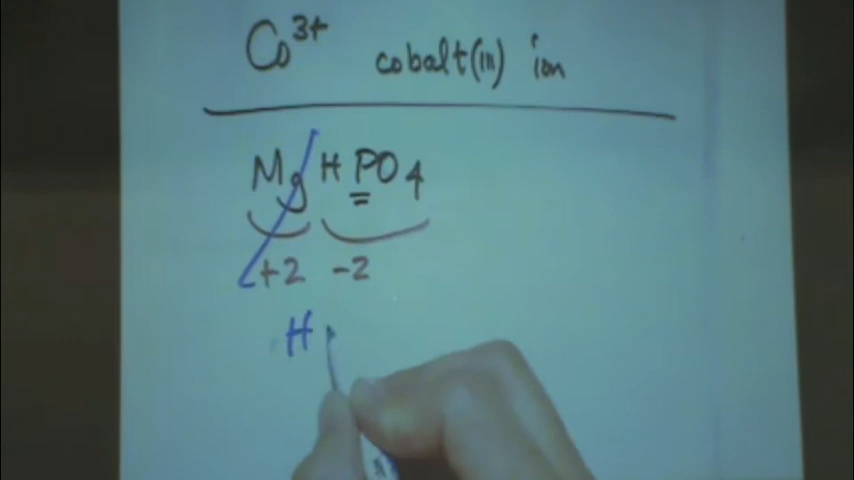 Co³⁺ cobalt(III) ion
MgHPO₄
+2 -2
H